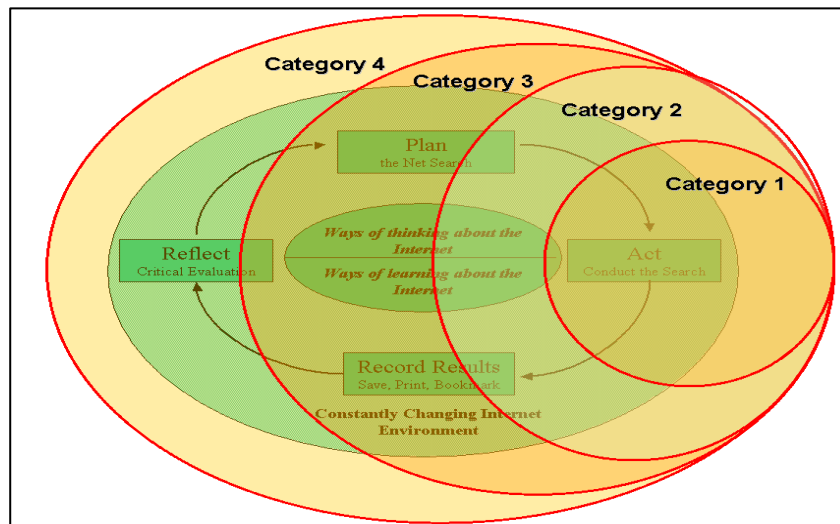 Category 4
Category 3
Category 2
Category 1
Plan
the Net Search
Ways of thinking about the
Internet
Ways of learning about the
Internet
Reflect
Critical Evaluation
Act
Conduct the Search
Record Results
Save, Print, Bookmark
Constantly Changing Internet
Environment